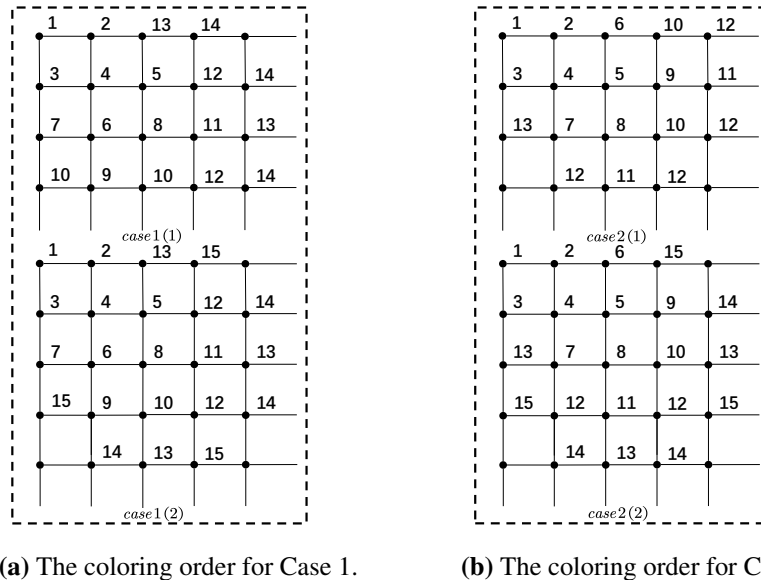 1 2 13 14
3 4 5 12 14
7 6 8 11 13
10 9 10 12 14
case1(1)
1 2 13 15
3 4 5 12 14
7 6 8 11 13
15 9 10 12 14
14 13 15
case1(2)
(a) The coloring order for Case 1.
1 2 6 10 12
3 4 5 9 11
13 7 8 10 12
12 11 12
case2(1)
1 2 6 15
3 4 5 9 14
13 7 8 10 13
15 12 11 12 15
14 13 14
case2(2)
(b) The coloring order for C